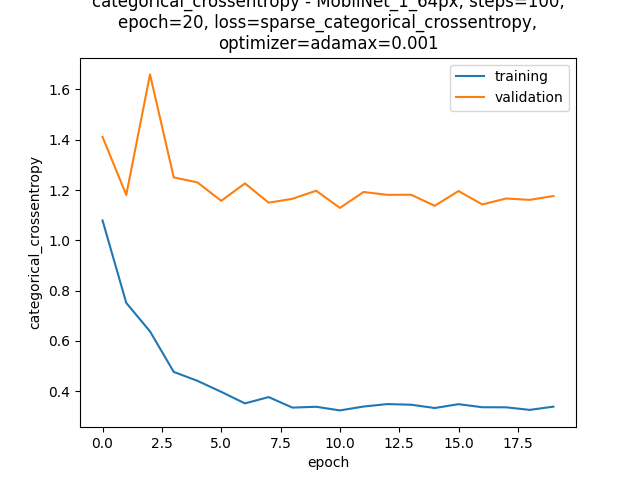 categorical_crossentropy - MobilNet_1_64px, steps=100,
epoch=20, loss=sparse_categorical_crossentropy,
optimizer=adamax=0.001
training
validation
1.6
1.4
1.2
1.0
0.8
0.6
0.4
categorical_crossentropy
0.0 2.5 5.0 7.5 10.0 12.5 15.0 17.5
epoch